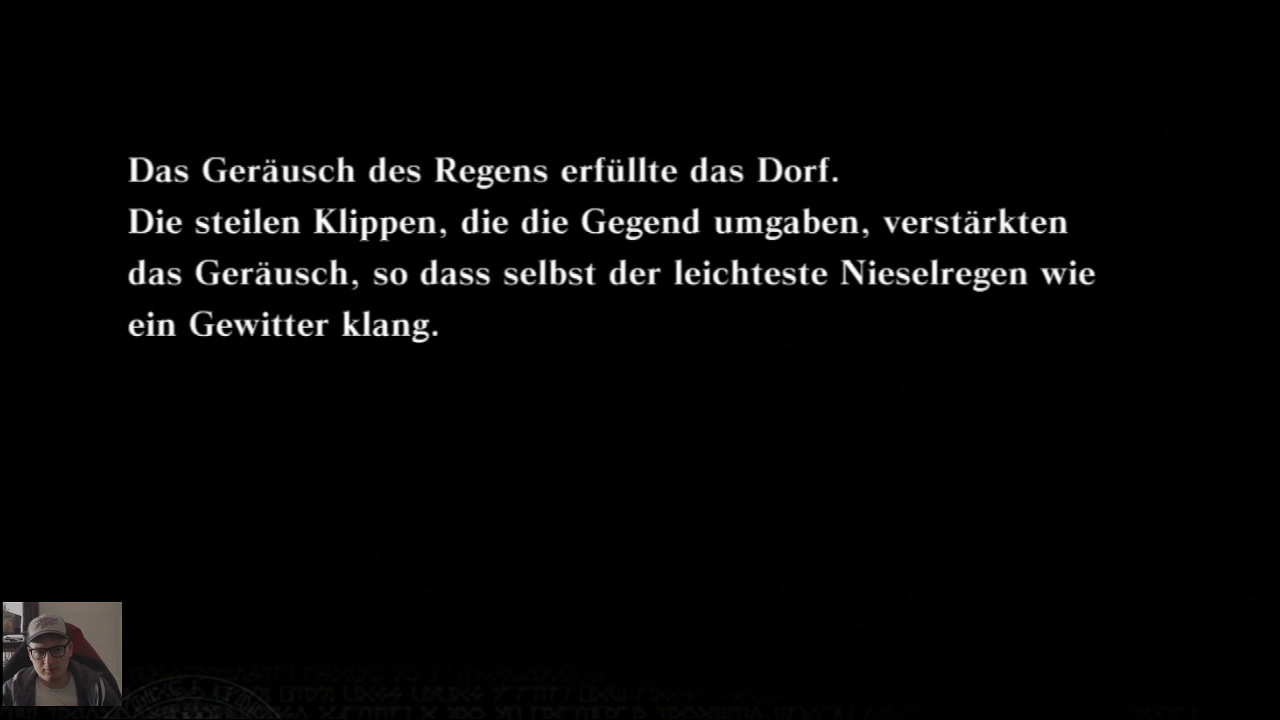 Das Geräusch des Regens erfüllte das Dorf.
Die steilen Klippen, die die Gegend umgaben, verstärkten
das Geräusch, so dass selbst der leichteste Nieselregen wie
ein Gewitter klang.